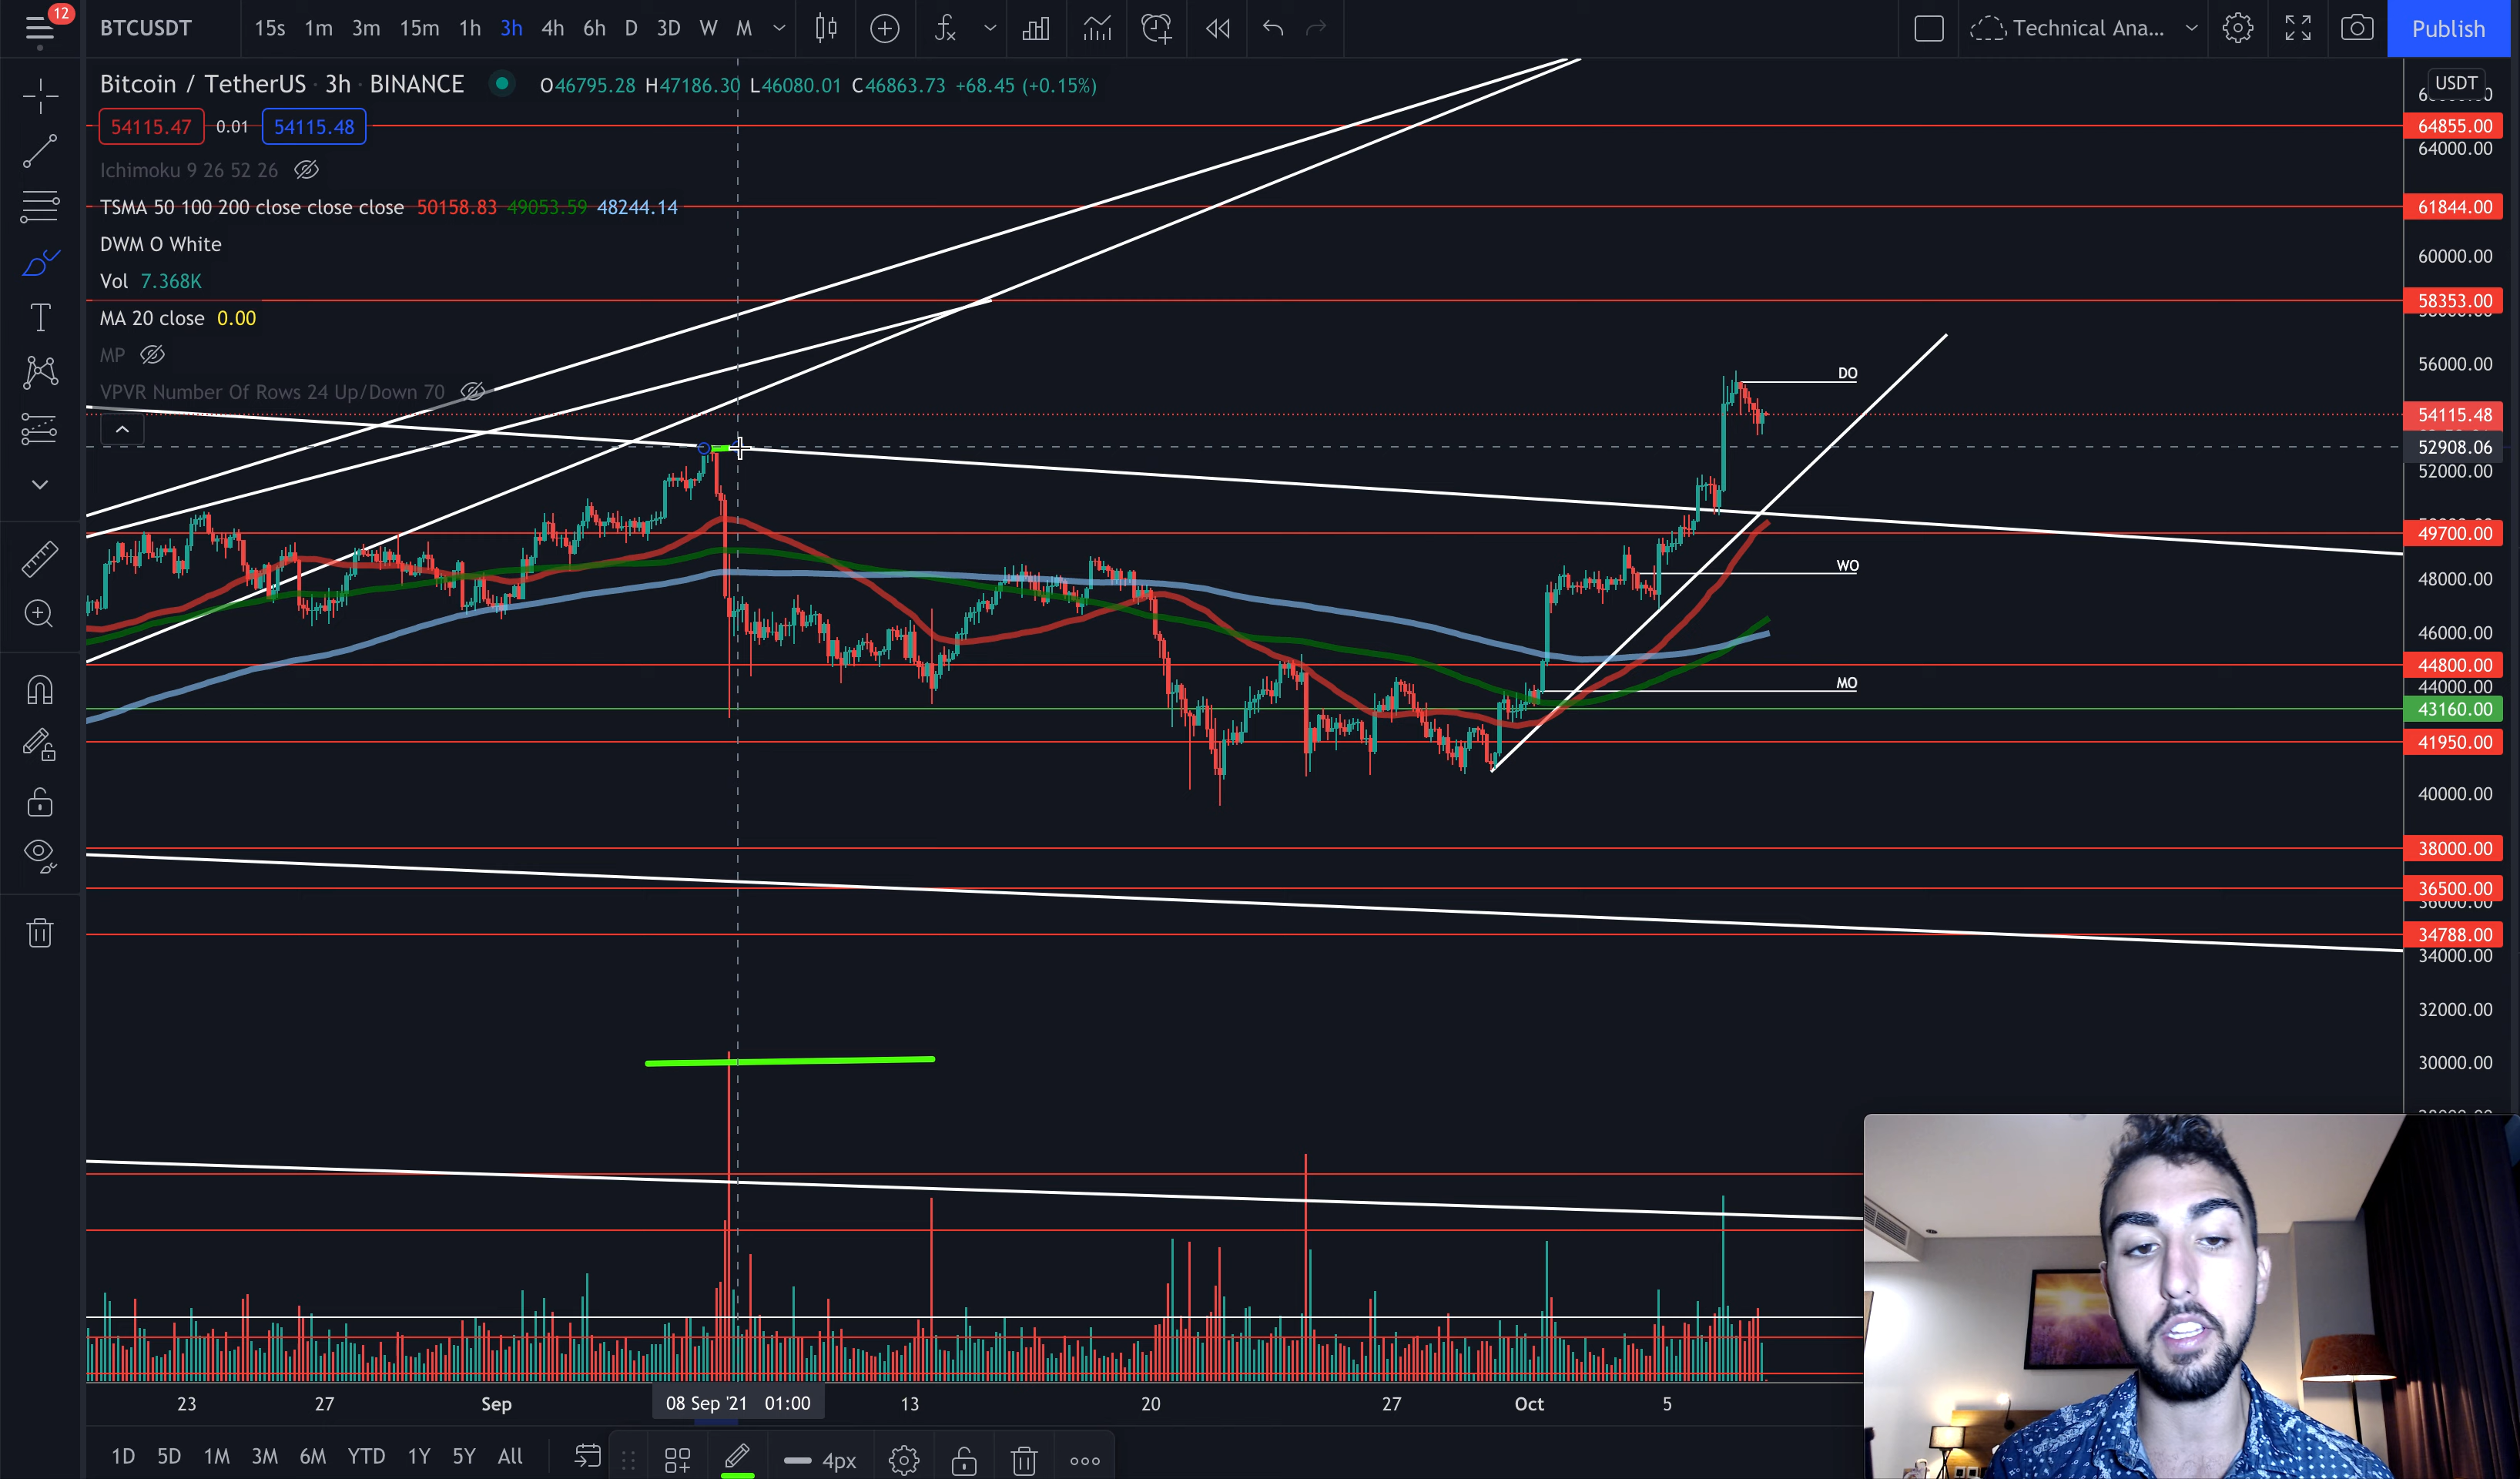 12
BTCUSDT 15s 1m 3m 15m 1h 3h 4h 6h D 3D W M Technical Ana... Publish
Bitcoin / TetherUS · 3h · BINANCE O46795.28 H47186.30 L46080.01 C46863.73 +68.45 (+0.15%)
54115.47 0.01 54115.48
Ichimoku 9 26 52 26
TSMA 50 100 200 close close close 50158.83 49053.59 48244.14
DWM O White
Vol 7.368K
MA 20 close 0.00
MP
VPVR Number Of Rows 24 Up/Down 70
USDT
64855.00
64000.00
61844.00
60000.00
58353.00
56000.00
DO
54115.48
52908.06
52000.00
49700.00
WO
48000.00
46000.00
44800.00
MO
44000.00
43160.00
41950.00
40000.00
38000.00
36500.00
36000.00
34788.00
34000.00
32000.00
30000.00
23 27 Sep 08 Sep '21 01:00 13 20 27 Oct 5
1D 5D 1M 3M 6M YTD 1Y 5Y All 4px